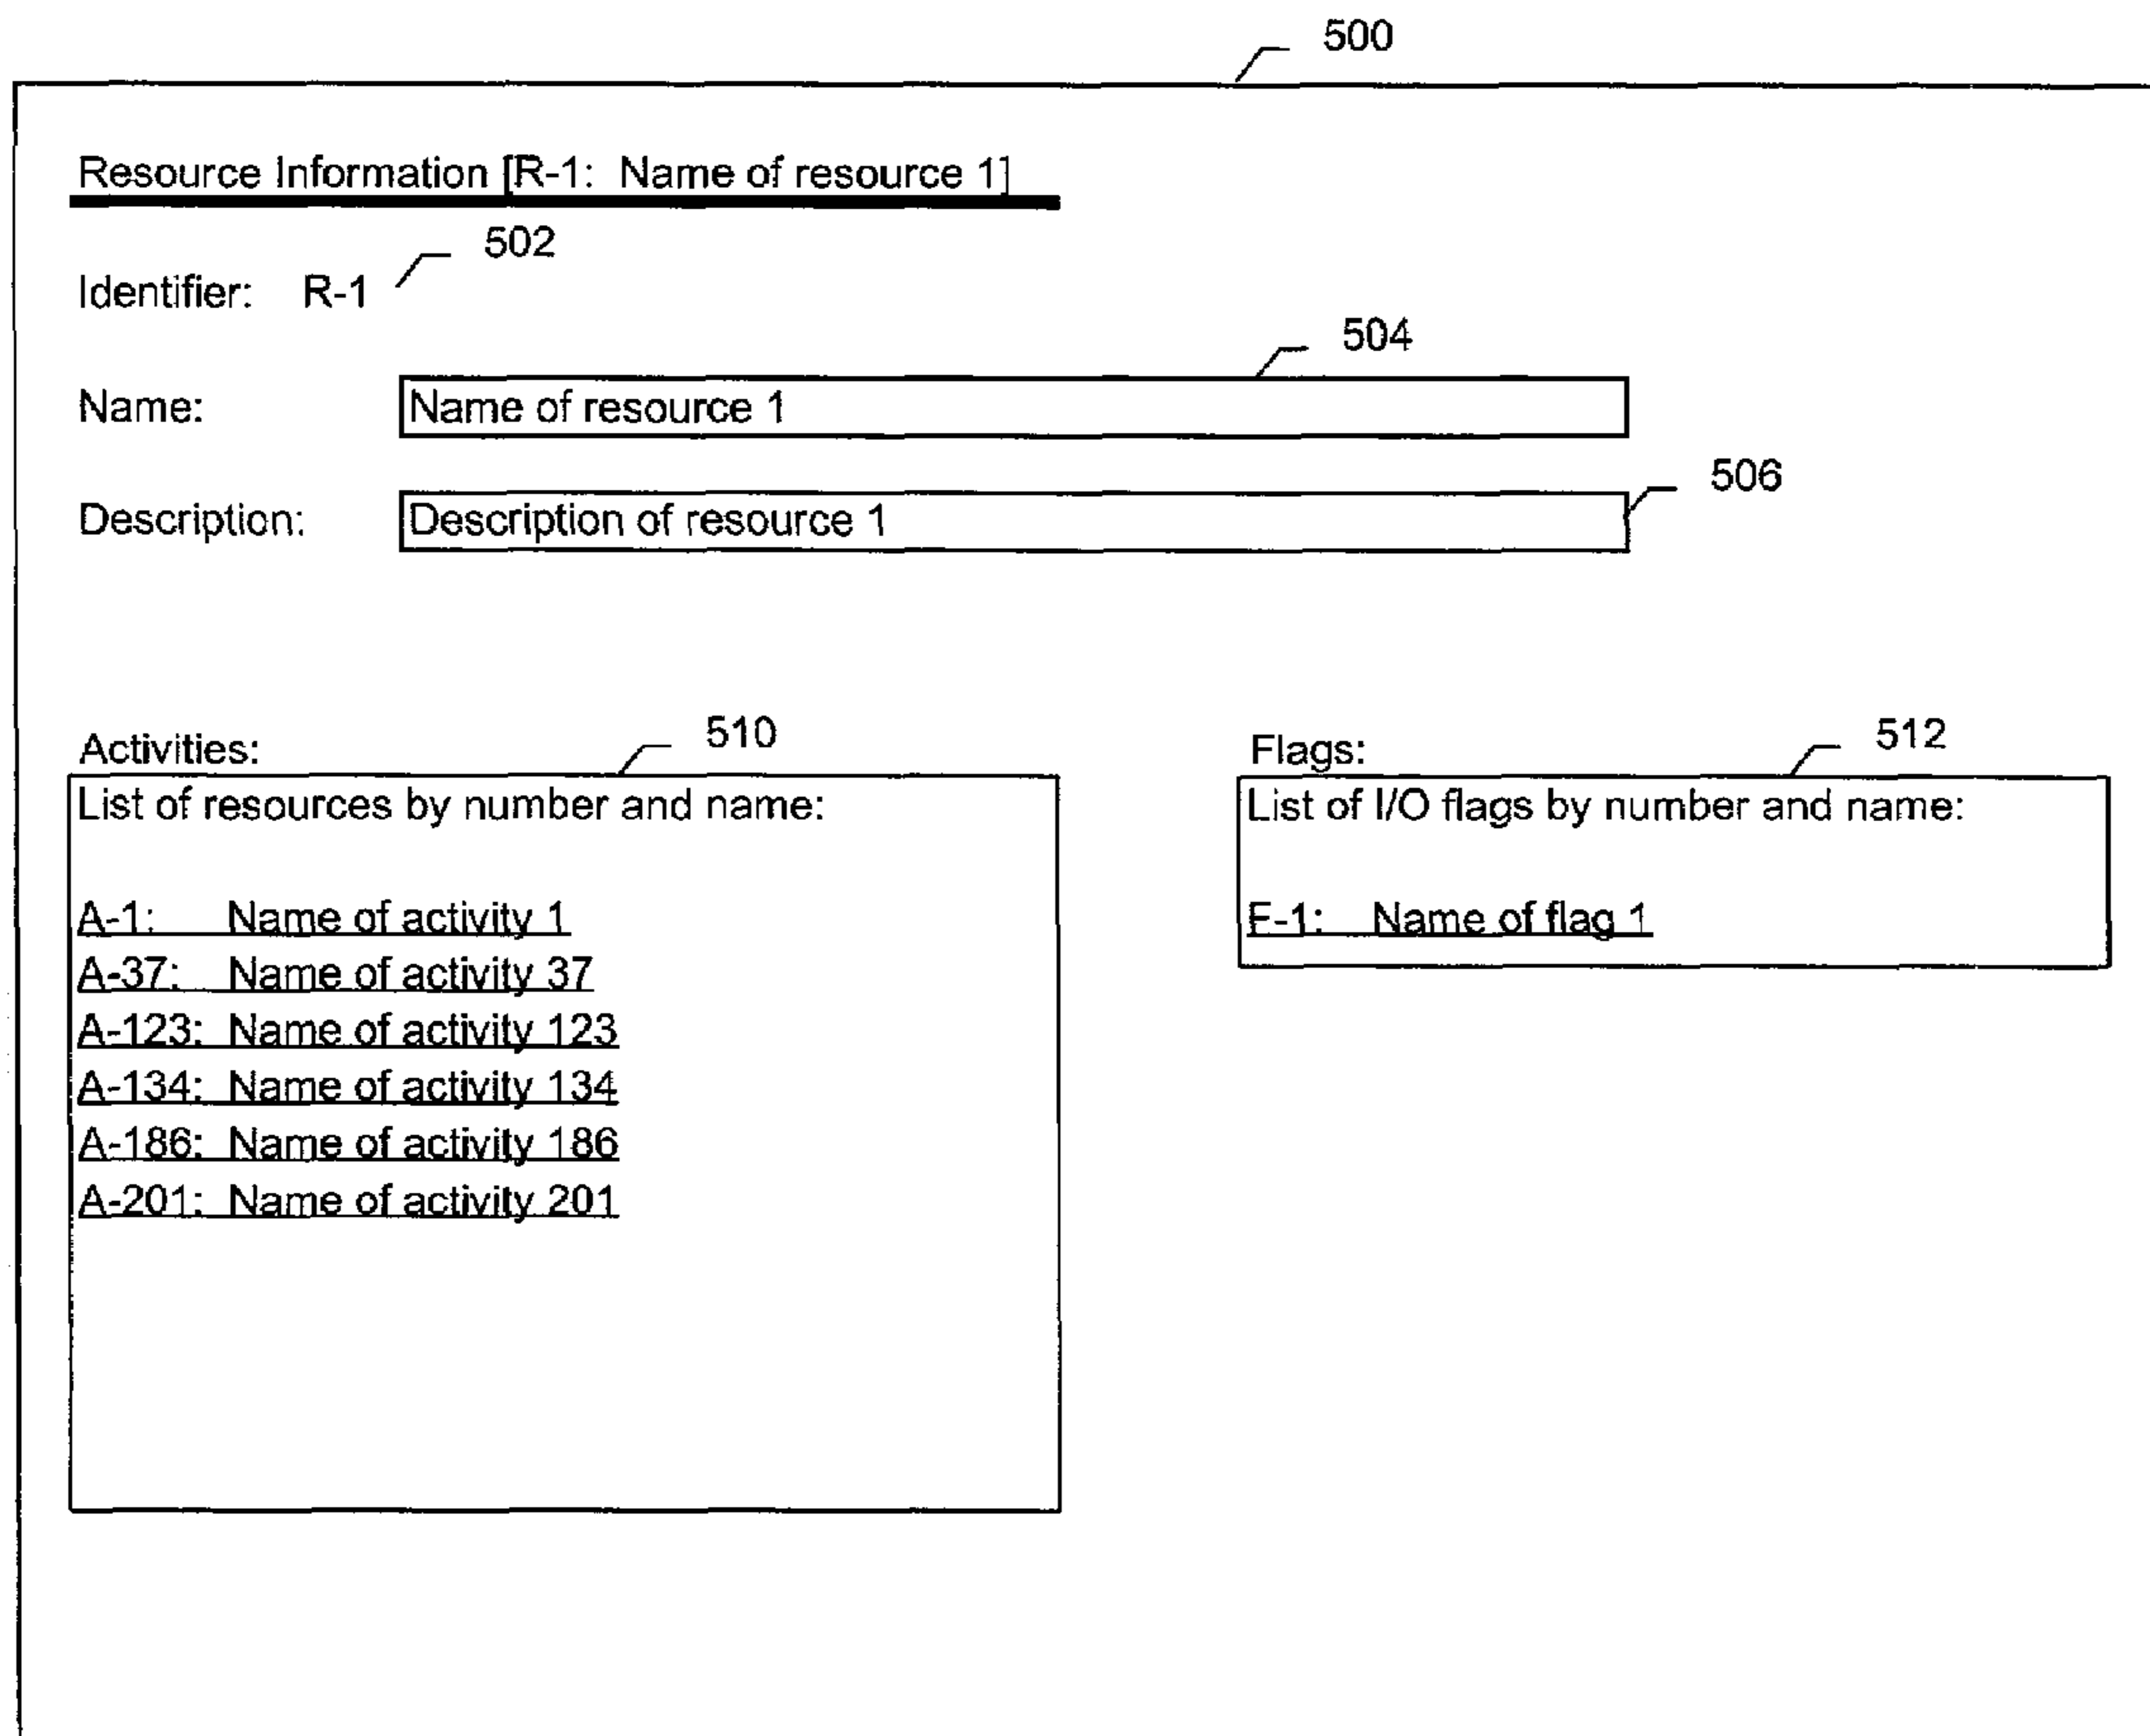 500
Resource Information [R-1: Name of resource 1]
502
Identifier: R-1
504
Name: Name of resource 1
506
Description: Description of resource 1
Activities: 510
List of resources by number and name:
A-1: Name of activity 1
A-37: Name of activity 37
A-123: Name of activity 123
A-134: Name of activity 134
A-186: Name of activity 186
A-201: Name of activity 201
Flags: 512
List of I/O flags by number and name:
F-1: Name of flag 1